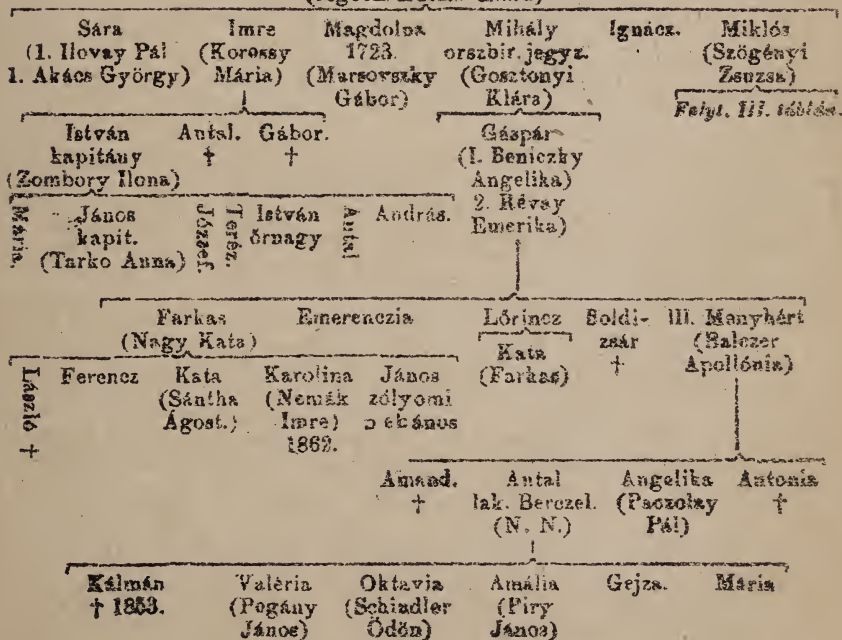 Sára Imre Magdolna Mihály Ignácz. Miklós
(1. Ilovay Pál (Korossy 1723. orszbir. jegyz. (Szögényi
1. Akács György) Mária) (Marsovszky (Gosztonyi Zsuzsa)
Gábor) Klára)
Folyt. III. táblán.
István Antal. Gábor. Gáspár
kapitány † † (I. Beniczky
(Zombory Ilona) Angelika)
2. Révay
Emerika)
Mária. János József. Teréz. István Antal András.
kapit. őrnagy
(Tarko Anna)
Farkas Emerenczia Lőrincz Boldi- III. Menyhért
(Nagy Kata) zsár (Balczer
Kata † Apollónia)
(Farkas)
László † Ferencz Kata Karolina János
(Sántha (Nemák zólyomi
Ágost.) Imre)
1862.
Amand. Antal Angelika Antonia
† lak. Berczel. (Paczolay †
(N. N.) Pál)
Kálmán Valéria Oktavia Amália Gejza. Mária
† 1853. (Pogány (Schindler (Piry
János) Ödön) János)